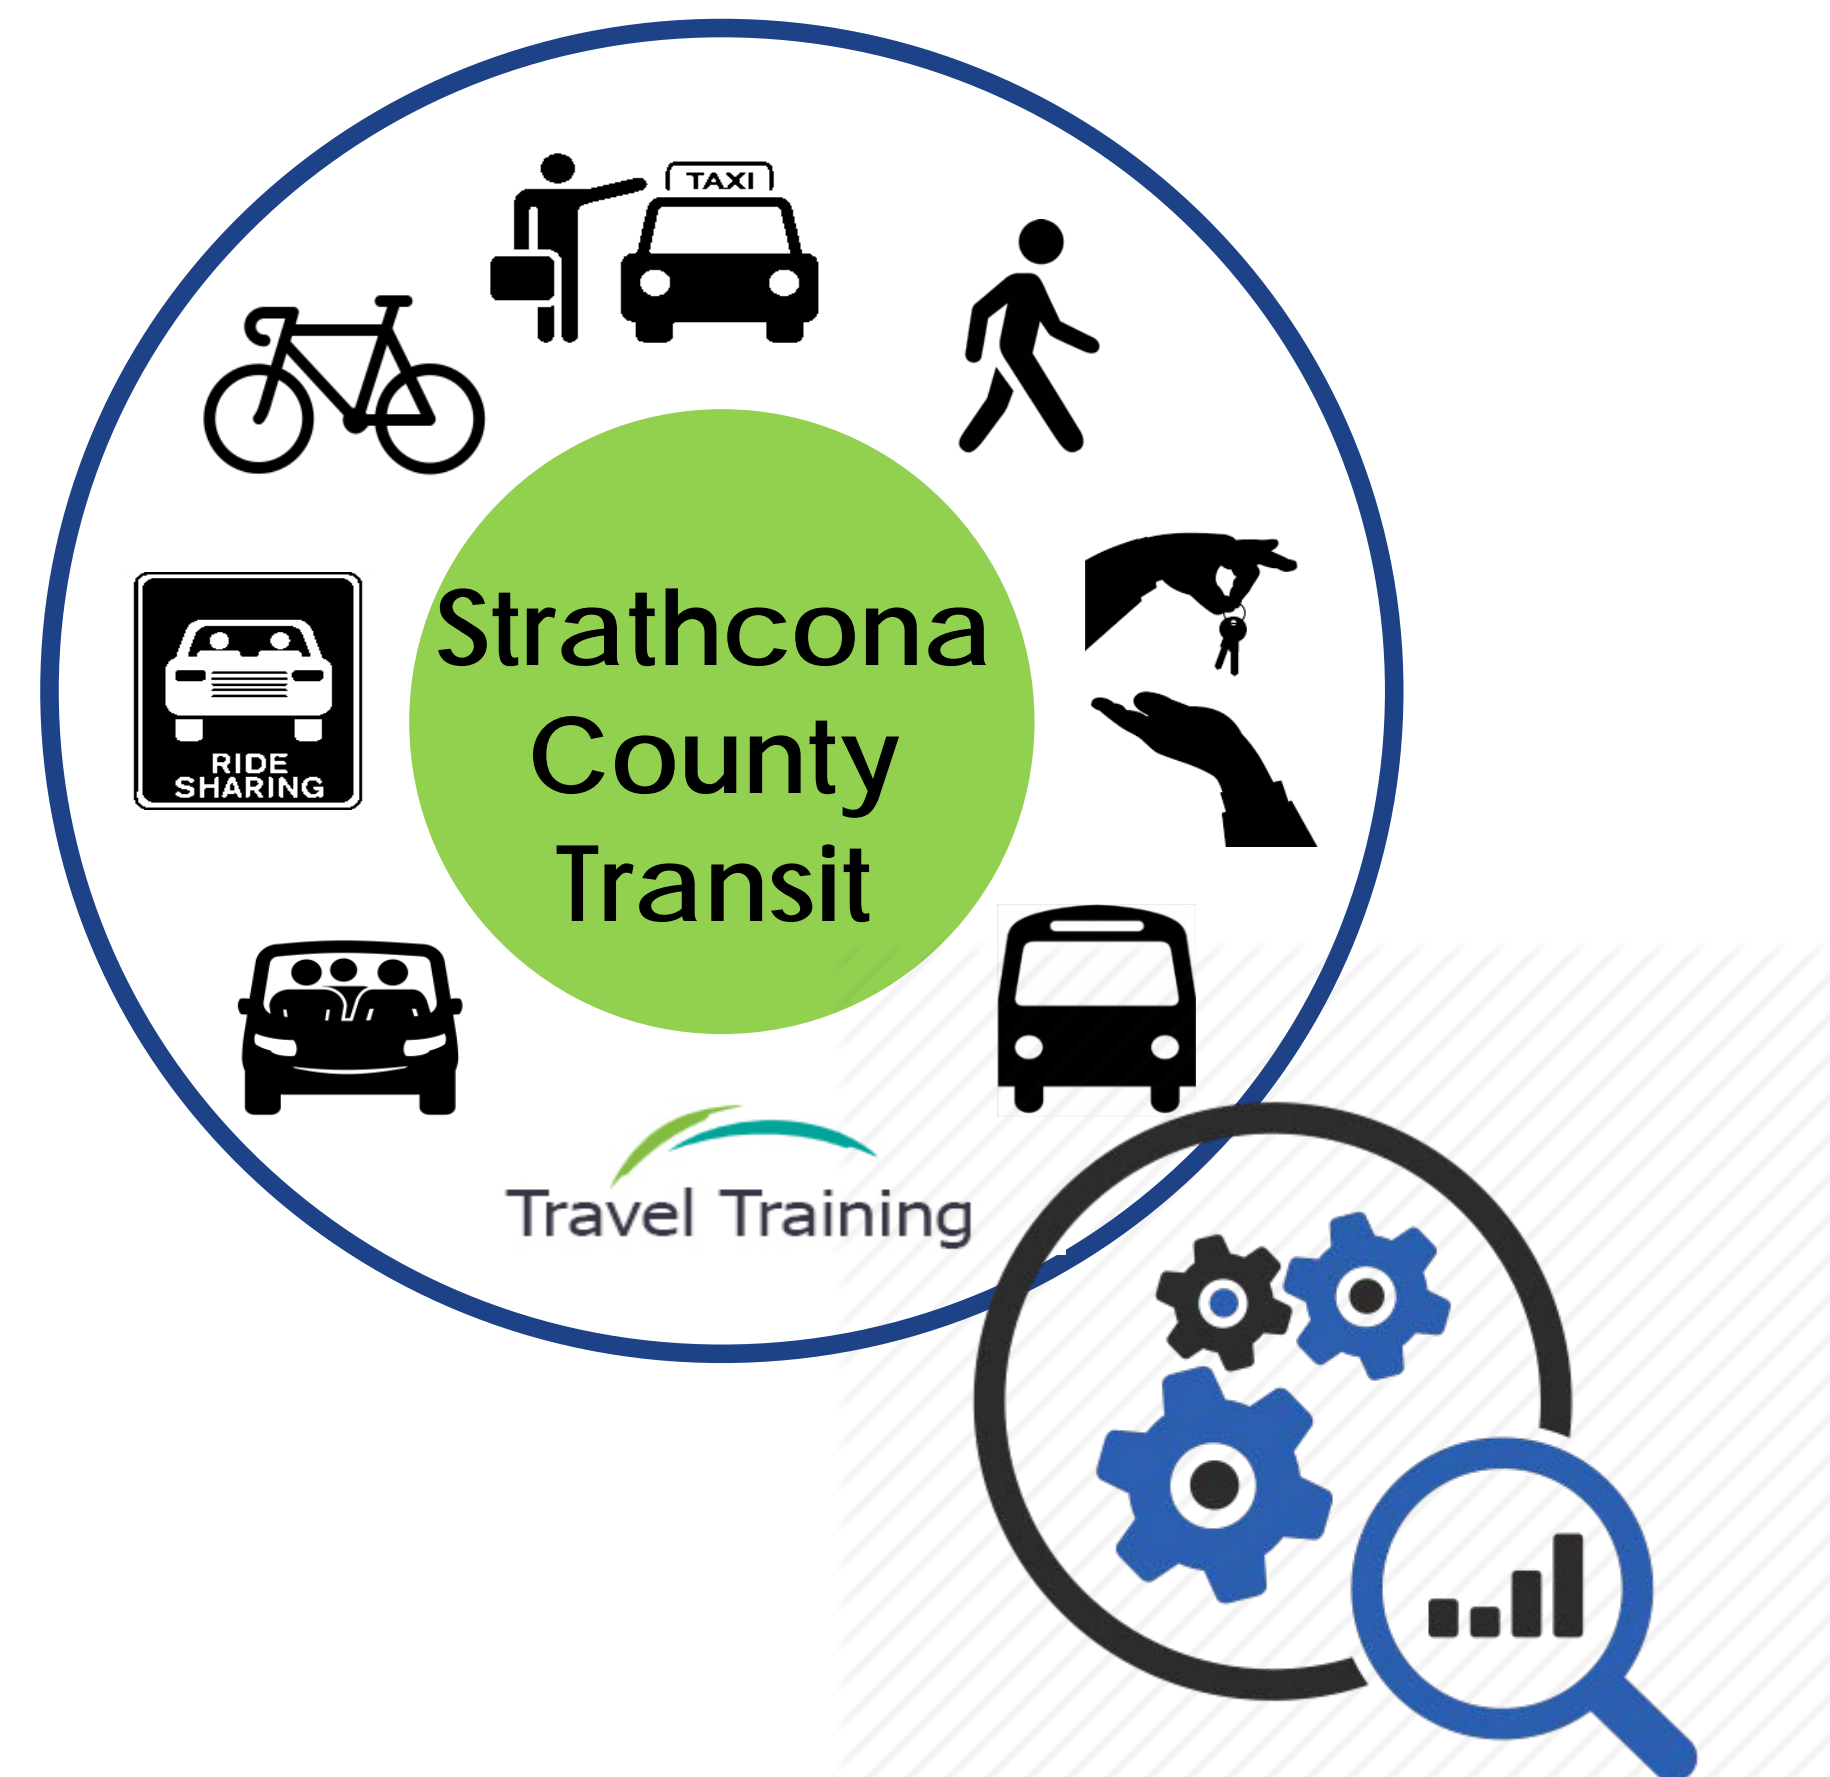 TAXI
Strathcona
County
Transit
RIDE
SHARING
Travel Training